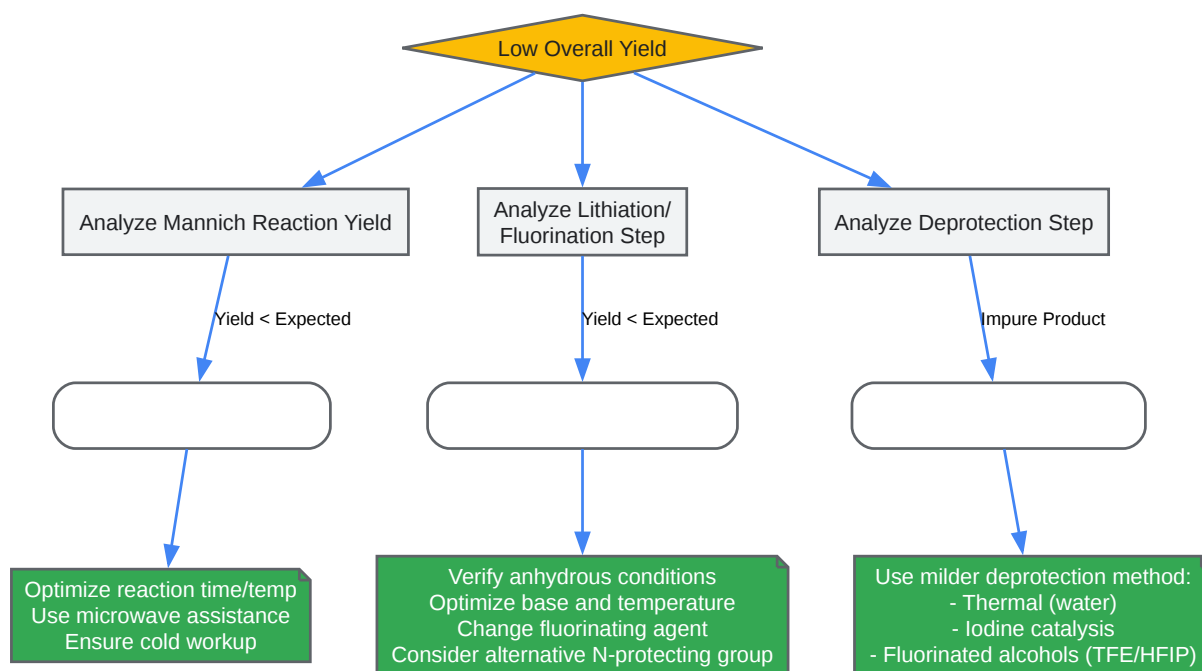 Low Overall Yield
Analyze Mannich Reaction Yield
Analyze Lithiation/
Fluorination Step
Analyze Deprotection Step
Yield < Expected
Yield < Expected
Impure Product
Optimize reaction time/temp
Use microwave assistance
Ensure cold workup
Verify anhydrous conditions
Optimize base and temperature
Change fluorinating agent
Consider alternative N-protecting group
Use milder deprotection method:
- Thermal (water)
- Iodine catalysis
- Fluorinated alcohols (TFE/HFIP)